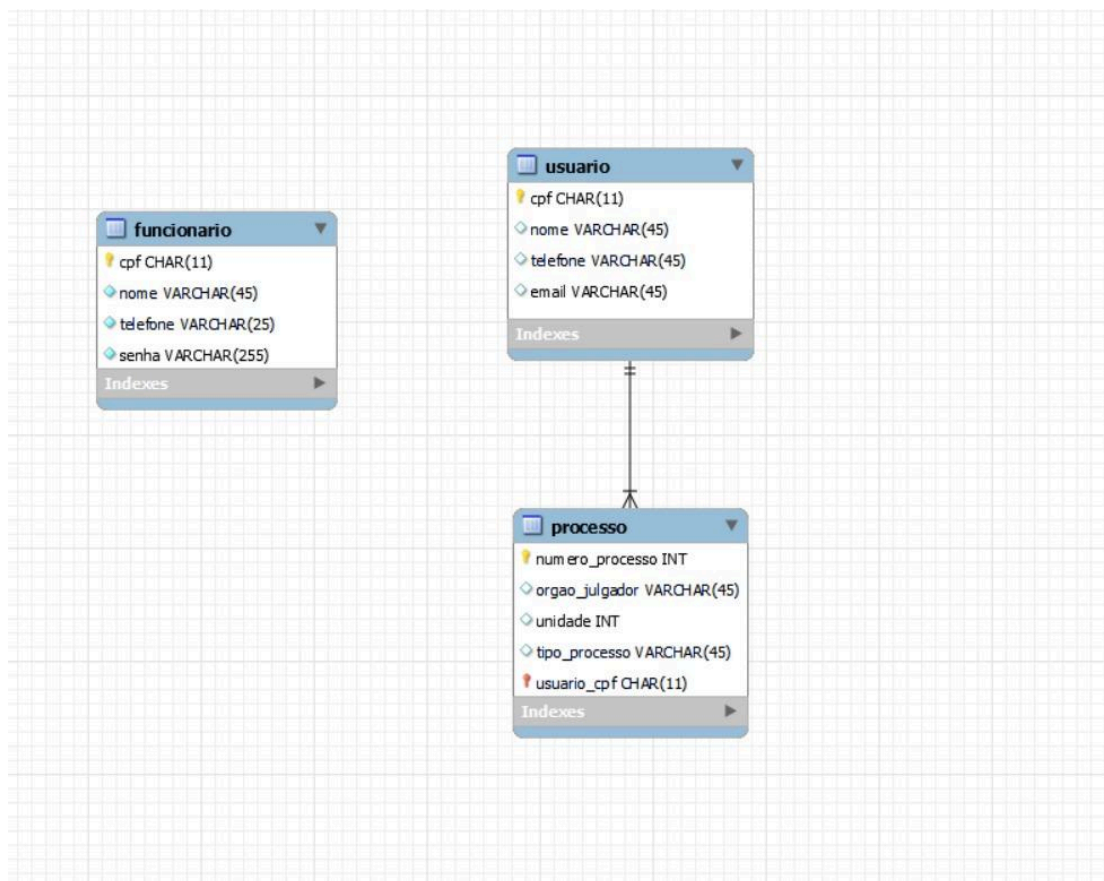 funcionario
cpf CHAR(11)
nome VARCHAR(45)
telefone VARCHAR(25)
senha VARCHAR(255)
Indexes
usuario
cpf CHAR(11)
nome VARCHAR(45)
telefone VARCHAR(45)
email VARCHAR(45)
Indexes
processo
numero_processo INT
orgao_julgador VARCHAR(45)
unidade INT
tipo_processo VARCHAR(45)
usuario_cpf CHAR(11)
Indexes